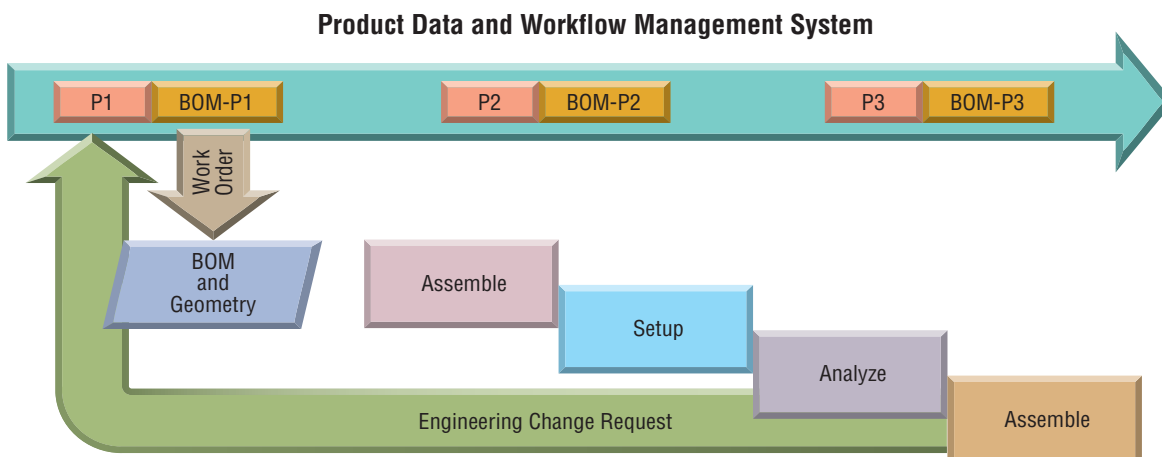 Product Data and Workflow Management System
P1
BOM-P1
P2
BOM-P2
P3
BOM-P3
Work
Order
BOM
and
Geometry
Assemble
Setup
Analyze
Assemble
Engineering Change Request